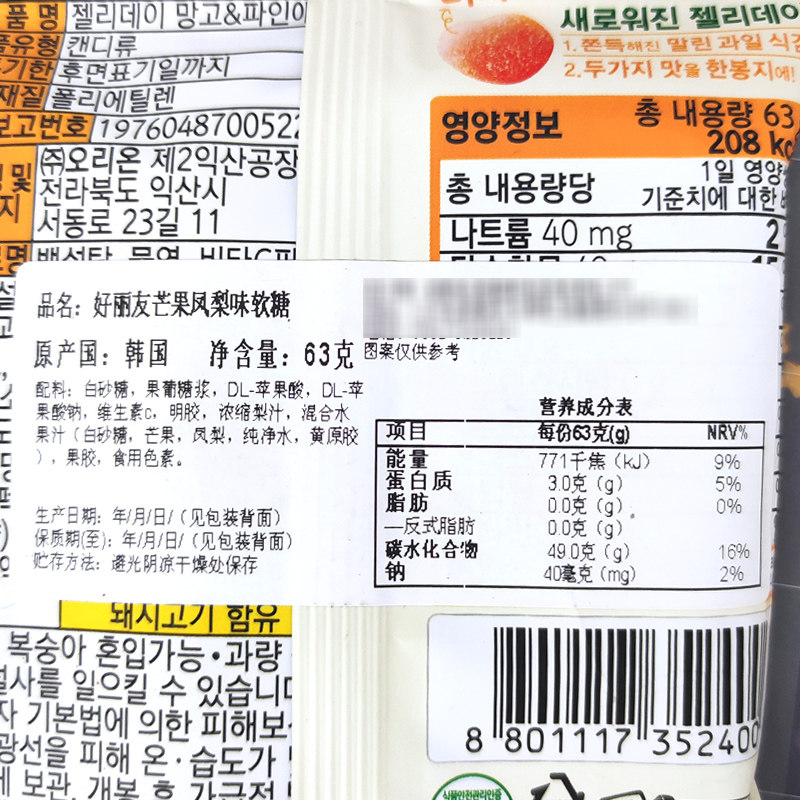 품 명 젤리데이 망고&파인애
새로워진 젤리데이
품유형 캔디류
1. 쫀득해진 말린 과일 식감
후면표기일까지
2. 두가지 맛을 한봉지에!
재질 폴리에틸렌
보고번호 1976048700522
영양정보
총 내용량 63
208 kc
㈜오리온 제2익산공장
전라북도 익산시
서동로 23길 11
총 내용량당
1일 영양
기준치에 대한
나트륨 40 mg 2
품名：好丽友芒果凤梨味软糖
原产国：韩国 净含量：63克
图案仅供参考
配料：白砂糖，果葡糖浆，DL-苹果酸，DL-苹
果酸钠，维生素c，明胶，浓缩梨汁，混合水
果汁（白砂糖，芒果，凤梨，纯净水，黄原胶
），果胶，食用色素。
生产日期：年/月/日/（见包装背面）
保质期(至)：年/月/日/（见包装背面）
贮存方法：避光阴凉干燥处保存
营养成分表
项目 每份63克(g) NRV%
能量 771千焦（kJ） 9%
蛋白质 3.0克（g） 5%
脂肪 0.0克（g） 0%
—反式脂肪 0.0克（g）
碳水化合物 49.0克（g） 16%
钠 40毫克（mg） 2%
돼지고기 함유
복숭아 혼입가능•과량
설사를 일으킬 수 있습니다
자 기본법에 의한 피해보
광선을 피해 온·습도가
보관, 개봉 후 가급적
8 801117 352400
식품안전관리인증